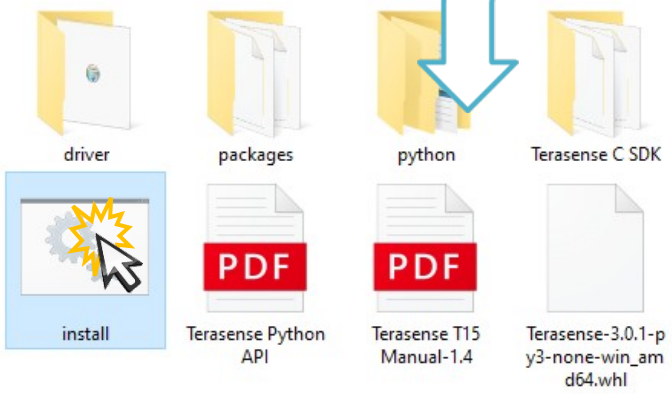 driver
packages
python
Terasense C SDK
PDF
PDF
install
Terasense Python
API
Terasense T15
Manual-1.4
Terasense-3.0.1-p
y3-none-win_am
d64.whl